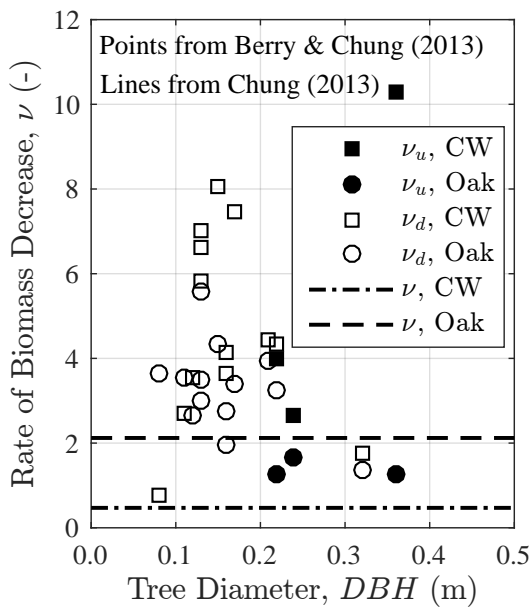 12
10
8
6
4
2
0
Rate of Biomass Decrease, ν (-)
Points from Berry & Chung (2013)
Lines from Chung (2013)
ν_u, CW
ν_u, Oak
ν_d, CW
ν_d, Oak
ν, CW
ν, Oak
0.0 0.1 0.2 0.3 0.4 0.5
Tree Diameter, DBH (m)